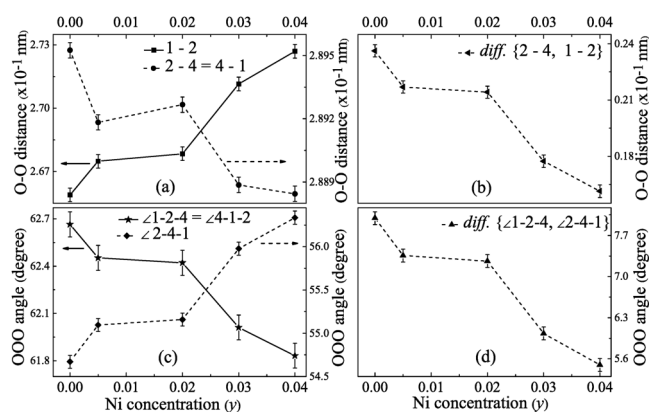 0.00 0.01 0.02 0.03 0.04
0.00 0.01 0.02 0.03 0.04
2.73
2.70
2.67
O-O distance (x10⁻¹ nm)
1 - 2
2 - 4 = 4 - 1
(a)
2.895
2.892
2.889
O-O distance (x10⁻¹ nm)
diff. {2 - 4, 1 - 2}
(b)
0.24
0.21
0.18
O-O distance (x10⁻¹ nm)
62.7
62.4
62.1
61.8
OOO angle (degree)
∠1-2-4 = ∠4-1-2
∠2-4-1
(c)
56.0
55.5
55.0
54.5
OOO angle (degree)
diff. {∠1-2-4, ∠2-4-1}
(d)
7.7
7.0
6.3
5.6
OOO angle (degree)
0.00 0.01 0.02 0.03 0.04
Ni concentration (y)
0.00 0.01 0.02 0.03 0.04
Ni concentration (y)